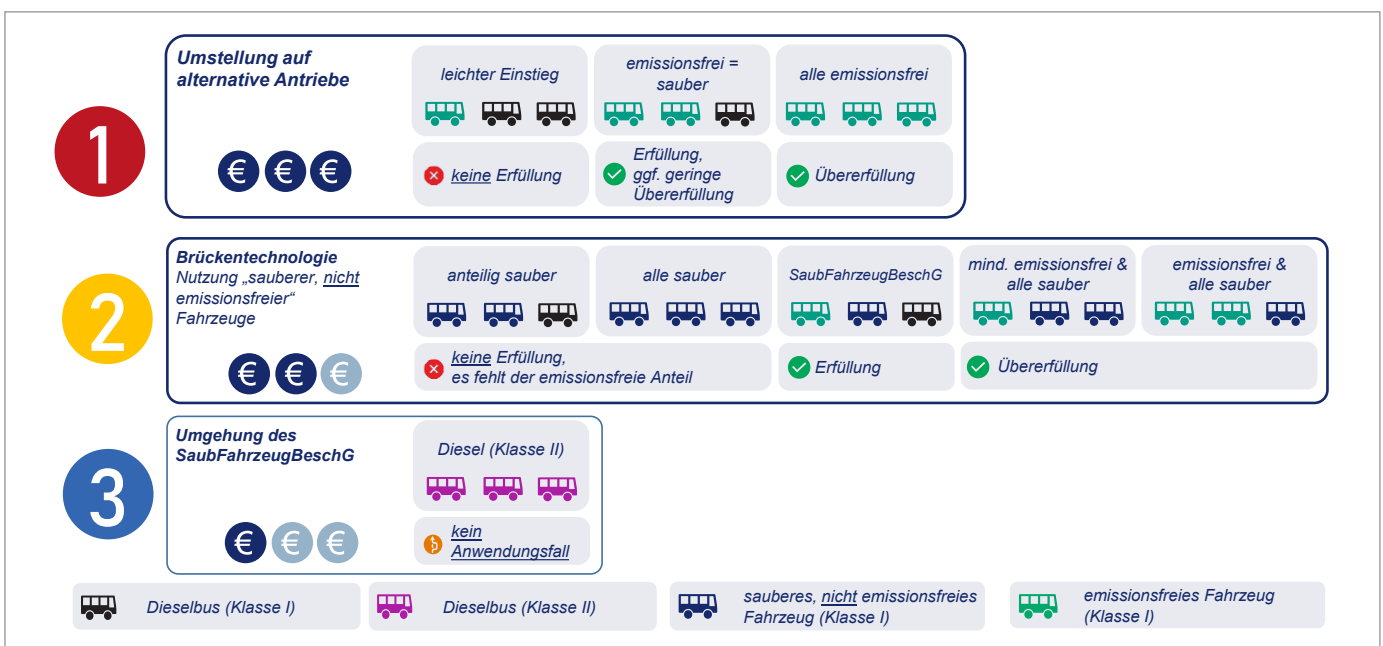 1
Umstellung auf
alternative Antriebe
€ € €
leichter Einstieg
emissionsfrei =
sauber
alle emissionsfrei
keine Erfüllung
Erfüllung,
ggf. geringe
Übererfüllung
Übererfüllung
2
Brückentechnologie
Nutzung „sauberer, nicht
emissionsfreier“
Fahrzeuge
€ € €
anteilig sauber
alle sauber
SaubFahrzeugBeschG
mind. emissionsfrei &
alle sauber
emissionsfrei &
alle sauber
keine Erfüllung,
es fehlt der emissionsfreie Anteil
Erfüllung
Übererfüllung
3
Umgehung des
SaubFahrzeugBeschG
€ € €
Diesel (Klasse II)
kein
Anwendungsfall
Dieselbus (Klasse I)
Dieselbus (Klasse II)
sauberes, nicht emissionsfreies
Fahrzeug (Klasse I)
emissionsfreies Fahrzeug
(Klasse I)